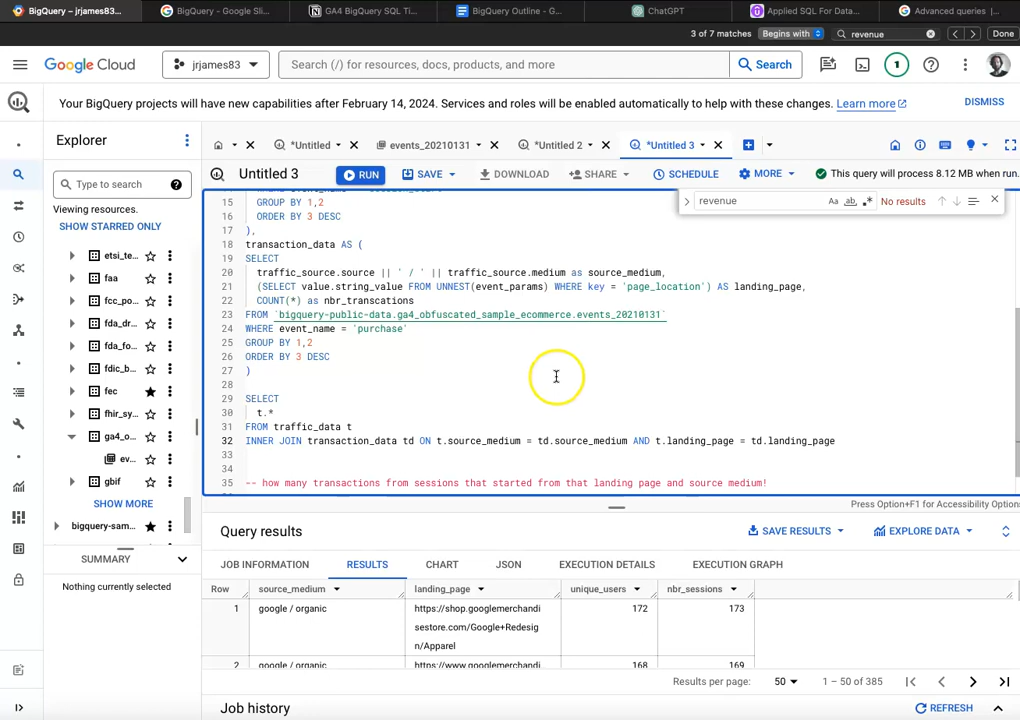 BigQuery – jrjames83...
BigQuery - Google Sli...
GA4 BigQuery SQL Ti...
BigQuery Outline - G...
ChatGPT
Applied SQL For Data...
Advanced queries |...
3 of 7 matches
Begins with
revenue
Done
Google Cloud
jrjames83
Search (/) for resources, docs, products, and more
Search
1
Your BigQuery projects will have new capabilities after February 14, 2024. Services and roles will be enabled automatically to help with these changes. Learn more
DISMISS
Explorer
*Untitled
events_20210131
*Untitled 2
*Untitled 3
Type to search
Untitled 3
RUN
SAVE
DOWNLOAD
SHARE
SCHEDULE
MORE
This query will process 8.12 MB when run.
Viewing resources.
SHOW STARRED ONLY
etsi_te...
faa
fcc_po...
fda_dr...
fda_fo...
fdic_b...
fec
fhir_sy...
ga4_o...
ev...
gbif
SHOW MORE
bigquery-sam...
SUMMARY
Nothing currently selected
revenue
Aa
ab
No results
15 GROUP BY 1,2
16 ORDER BY 3 DESC
17 ),
18 transaction_data AS (
19 SELECT
20 traffic_source.source || ' / ' || traffic_source.medium as source_medium,
21 (SELECT value.string_value FROM UNNEST(event_params) WHERE key = 'page_location') AS landing_page,
22 COUNT(*) as nbr_transcations
23 FROM `bigquery-public-data.ga4_obfuscated_sample_ecommerce.events_20210131`
24 WHERE event_name = 'purchase'
25 GROUP BY 1,2
26 ORDER BY 3 DESC
27 )
28
29 SELECT
30 t.*
31 FROM traffic_data t
32 INNER JOIN transaction_data td ON t.source_medium = td.source_medium AND t.landing_page = td.landing_page
33
34
35 -- how many transactions from sessions that started from that landing page and source medium!
Press Option+F1 for Accessibility Options
Query results
SAVE RESULTS
EXPLORE DATA
JOB INFORMATION
RESULTS
CHART
JSON
EXECUTION DETAILS
EXECUTION GRAPH
Row
source_medium
landing_page
unique_users
nbr_sessions
1
google / organic
https://shop.googlemerchandi
sestore.com/Google+Redesig
n/Apparel
172
173
2
google / organic
https://www.googlemerchandi
168
169
Results per page:
50
1 – 50 of 385
Job history
REFRESH